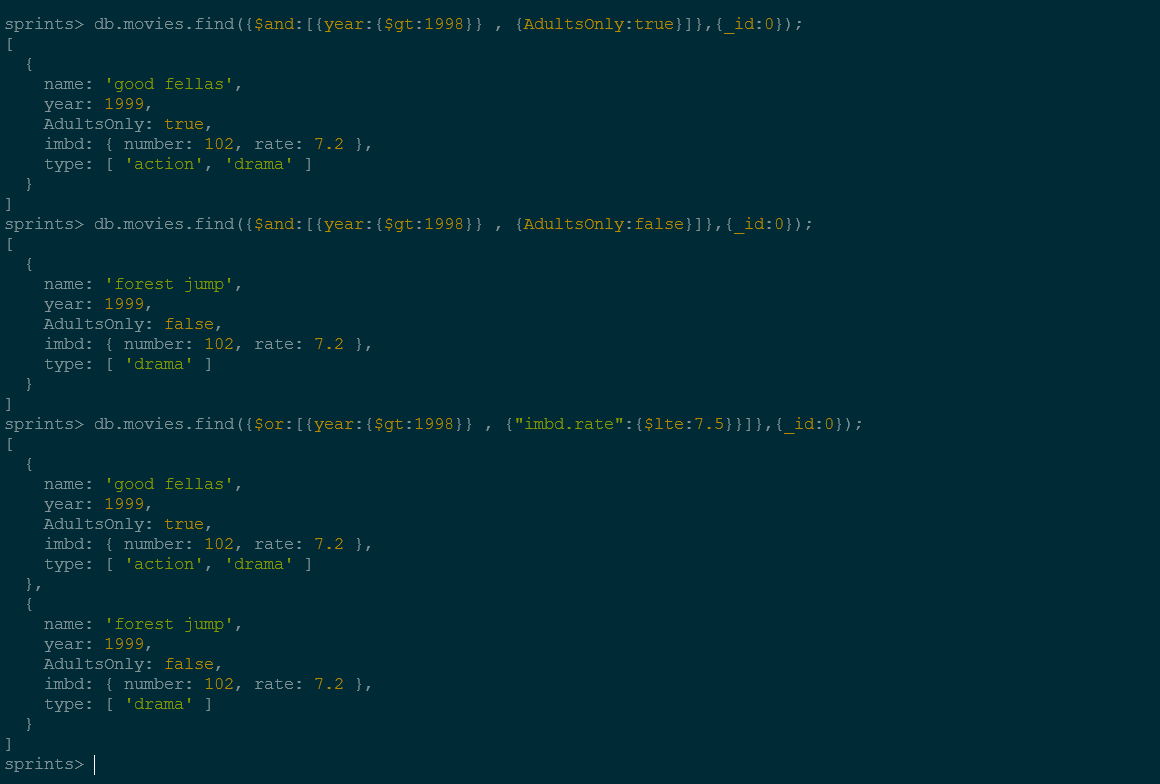 sprints> db.movies.find({$and:[{year:{$gt:1998}} , {AdultsOnly:true}]},{_id:0});
[
  {
    name: 'good fellas',
    year: 1999,
    AdultsOnly: true,
    imbd: { number: 102, rate: 7.2 },
    type: [ 'action', 'drama' ]
  }
]
sprints> db.movies.find({$and:[{year:{$gt:1998}} , {AdultsOnly:false}]},{_id:0});
[
  {
    name: 'forest jump',
    year: 1999,
    AdultsOnly: false,
    imbd: { number: 102, rate: 7.2 },
    type: [ 'drama' ]
  }
]
sprints> db.movies.find({$or:[{year:{$gt:1998}} , {"imbd.rate":{$lte:7.5}}]},{_id:0});
[
  {
    name: 'good fellas',
    year: 1999,
    AdultsOnly: true,
    imbd: { number: 102, rate: 7.2 },
    type: [ 'action', 'drama' ]
  },
  {
    name: 'forest jump',
    year: 1999,
    AdultsOnly: false,
    imbd: { number: 102, rate: 7.2 },
    type: [ 'drama' ]
  }
]
sprints>